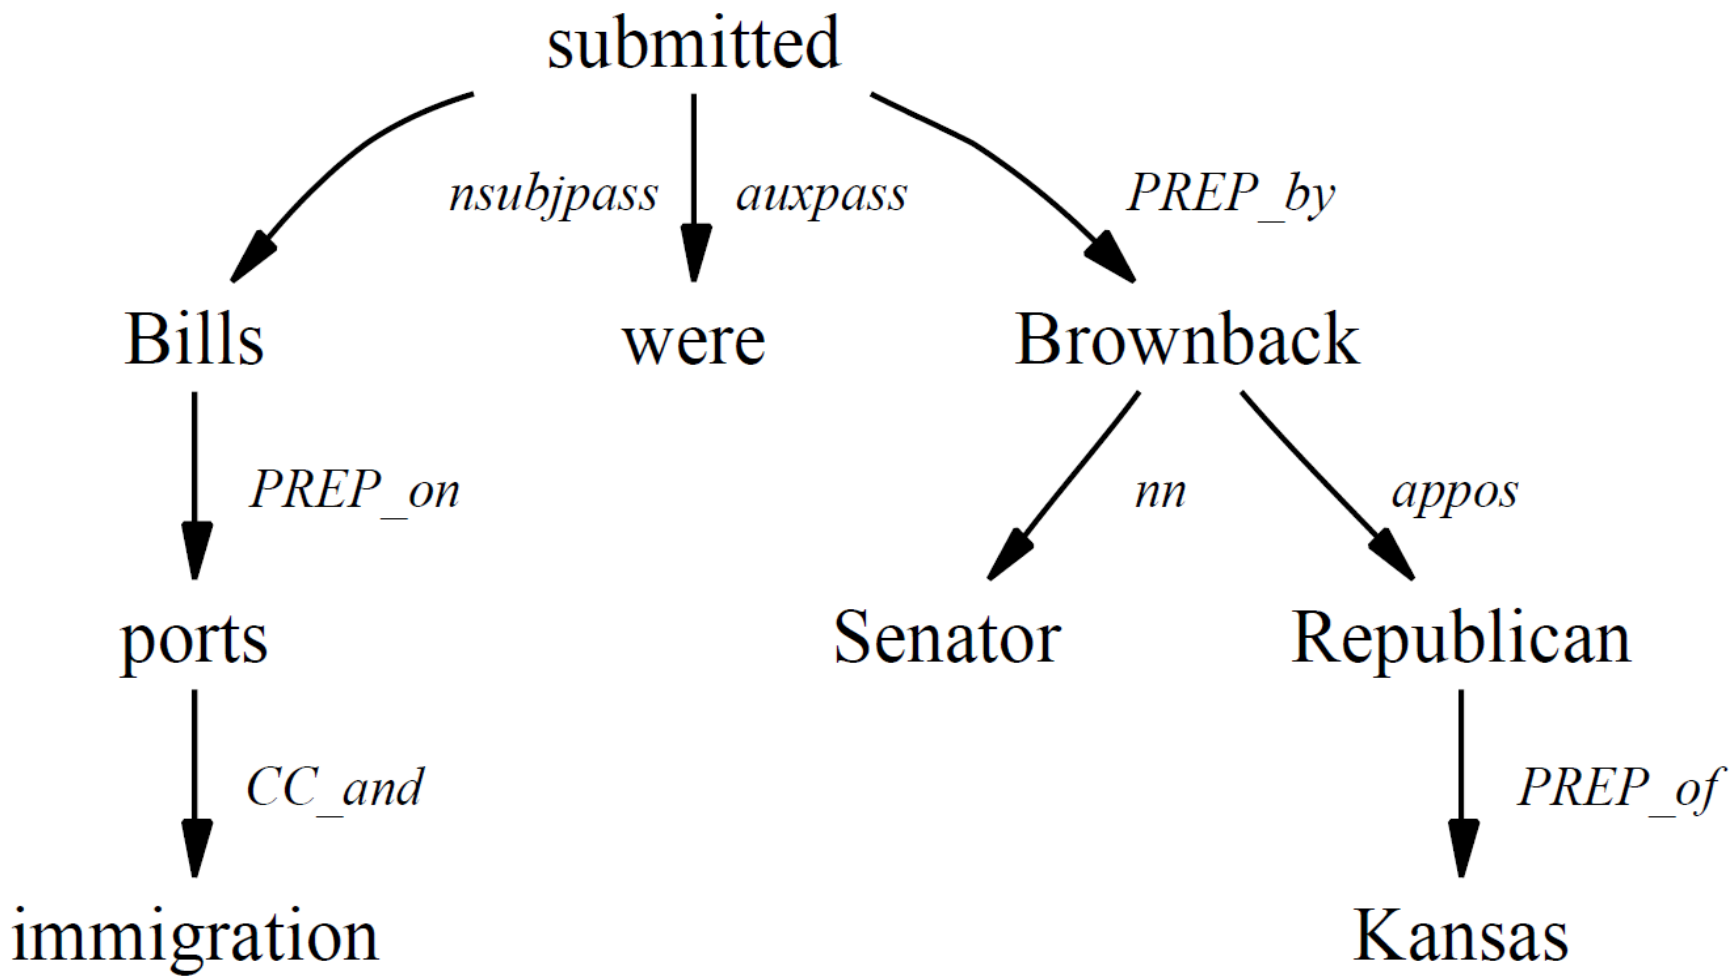 submitted
nsubjpass auxpass PREP_by
Bills were Brownback
PREP_on nn appos
ports Senator Republican
CC_and PREP_of
immigration Kansas